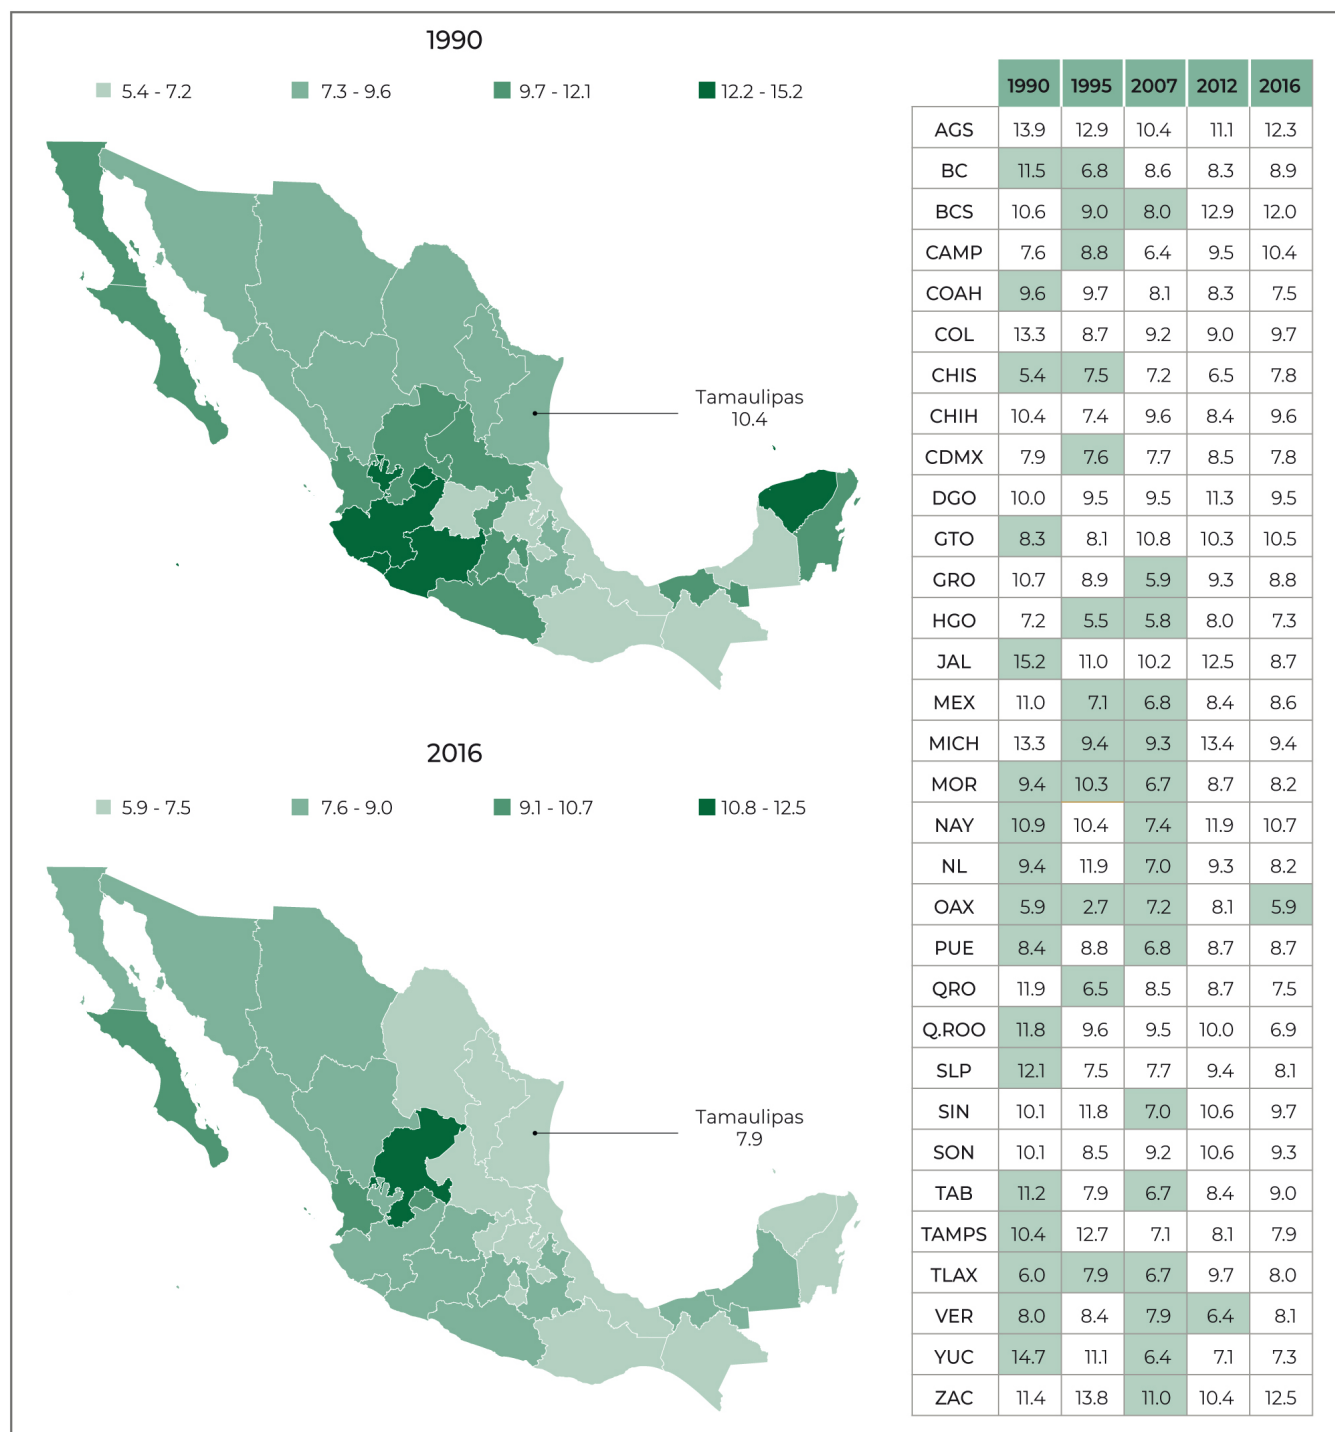 1990
5.4 - 7.2
7.3 - 9.6
9.7 - 12.1
12.2 - 15.2
Tamaulipas
10.4
2016
5.9 - 7.5
7.6 - 9.0
9.1 - 10.7
10.8 - 12.5
Tamaulipas
7.9
1990 1995 2007 2012 2016
AGS 13.9 12.9 10.4 11.1 12.3
BC 11.5 6.8 8.6 8.3 8.9
BCS 10.6 9.0 8.0 12.9 12.0
CAMP 7.6 8.8 6.4 9.5 10.4
COAH 9.6 9.7 8.1 8.3 7.5
COL 13.3 8.7 9.2 9.0 9.7
CHIS 5.4 7.5 7.2 6.5 7.8
CHIH 10.4 7.4 9.6 8.4 9.6
CDMX 7.9 7.6 7.7 8.5 7.8
DGO 10.0 9.5 9.5 11.3 9.5
GTO 8.3 8.1 10.8 10.3 10.5
GRO 10.7 8.9 5.9 9.3 8.8
HGO 7.2 5.5 5.8 8.0 7.3
JAL 15.2 11.0 10.2 12.5 8.7
MEX 11.0 7.1 6.8 8.4 8.6
MICH 13.3 9.4 9.3 13.4 9.4
MOR 9.4 10.3 6.7 8.7 8.2
NAY 10.9 10.4 7.4 11.9 10.7
NL 9.4 11.9 7.0 9.3 8.2
OAX 5.9 2.7 7.2 8.1 5.9
PUE 8.4 8.8 6.8 8.7 8.7
QRO 11.9 6.5 8.5 8.7 7.5
Q.ROO 11.8 9.6 9.5 10.0 6.9
SLP 12.1 7.5 7.7 9.4 8.1
SIN 10.1 11.8 7.0 10.6 9.7
SON 10.1 8.5 9.2 10.6 9.3
TAB 11.2 7.9 6.7 8.4 9.0
TAMPS 10.4 12.7 7.1 8.1 7.9
TLAX 6.0 7.9 6.7 9.7 8.0
VER 8.0 8.4 7.9 6.4 8.1
YUC 14.7 11.1 6.4 7.1 7.3
ZAC 11.4 13.8 11.0 10.4 12.5